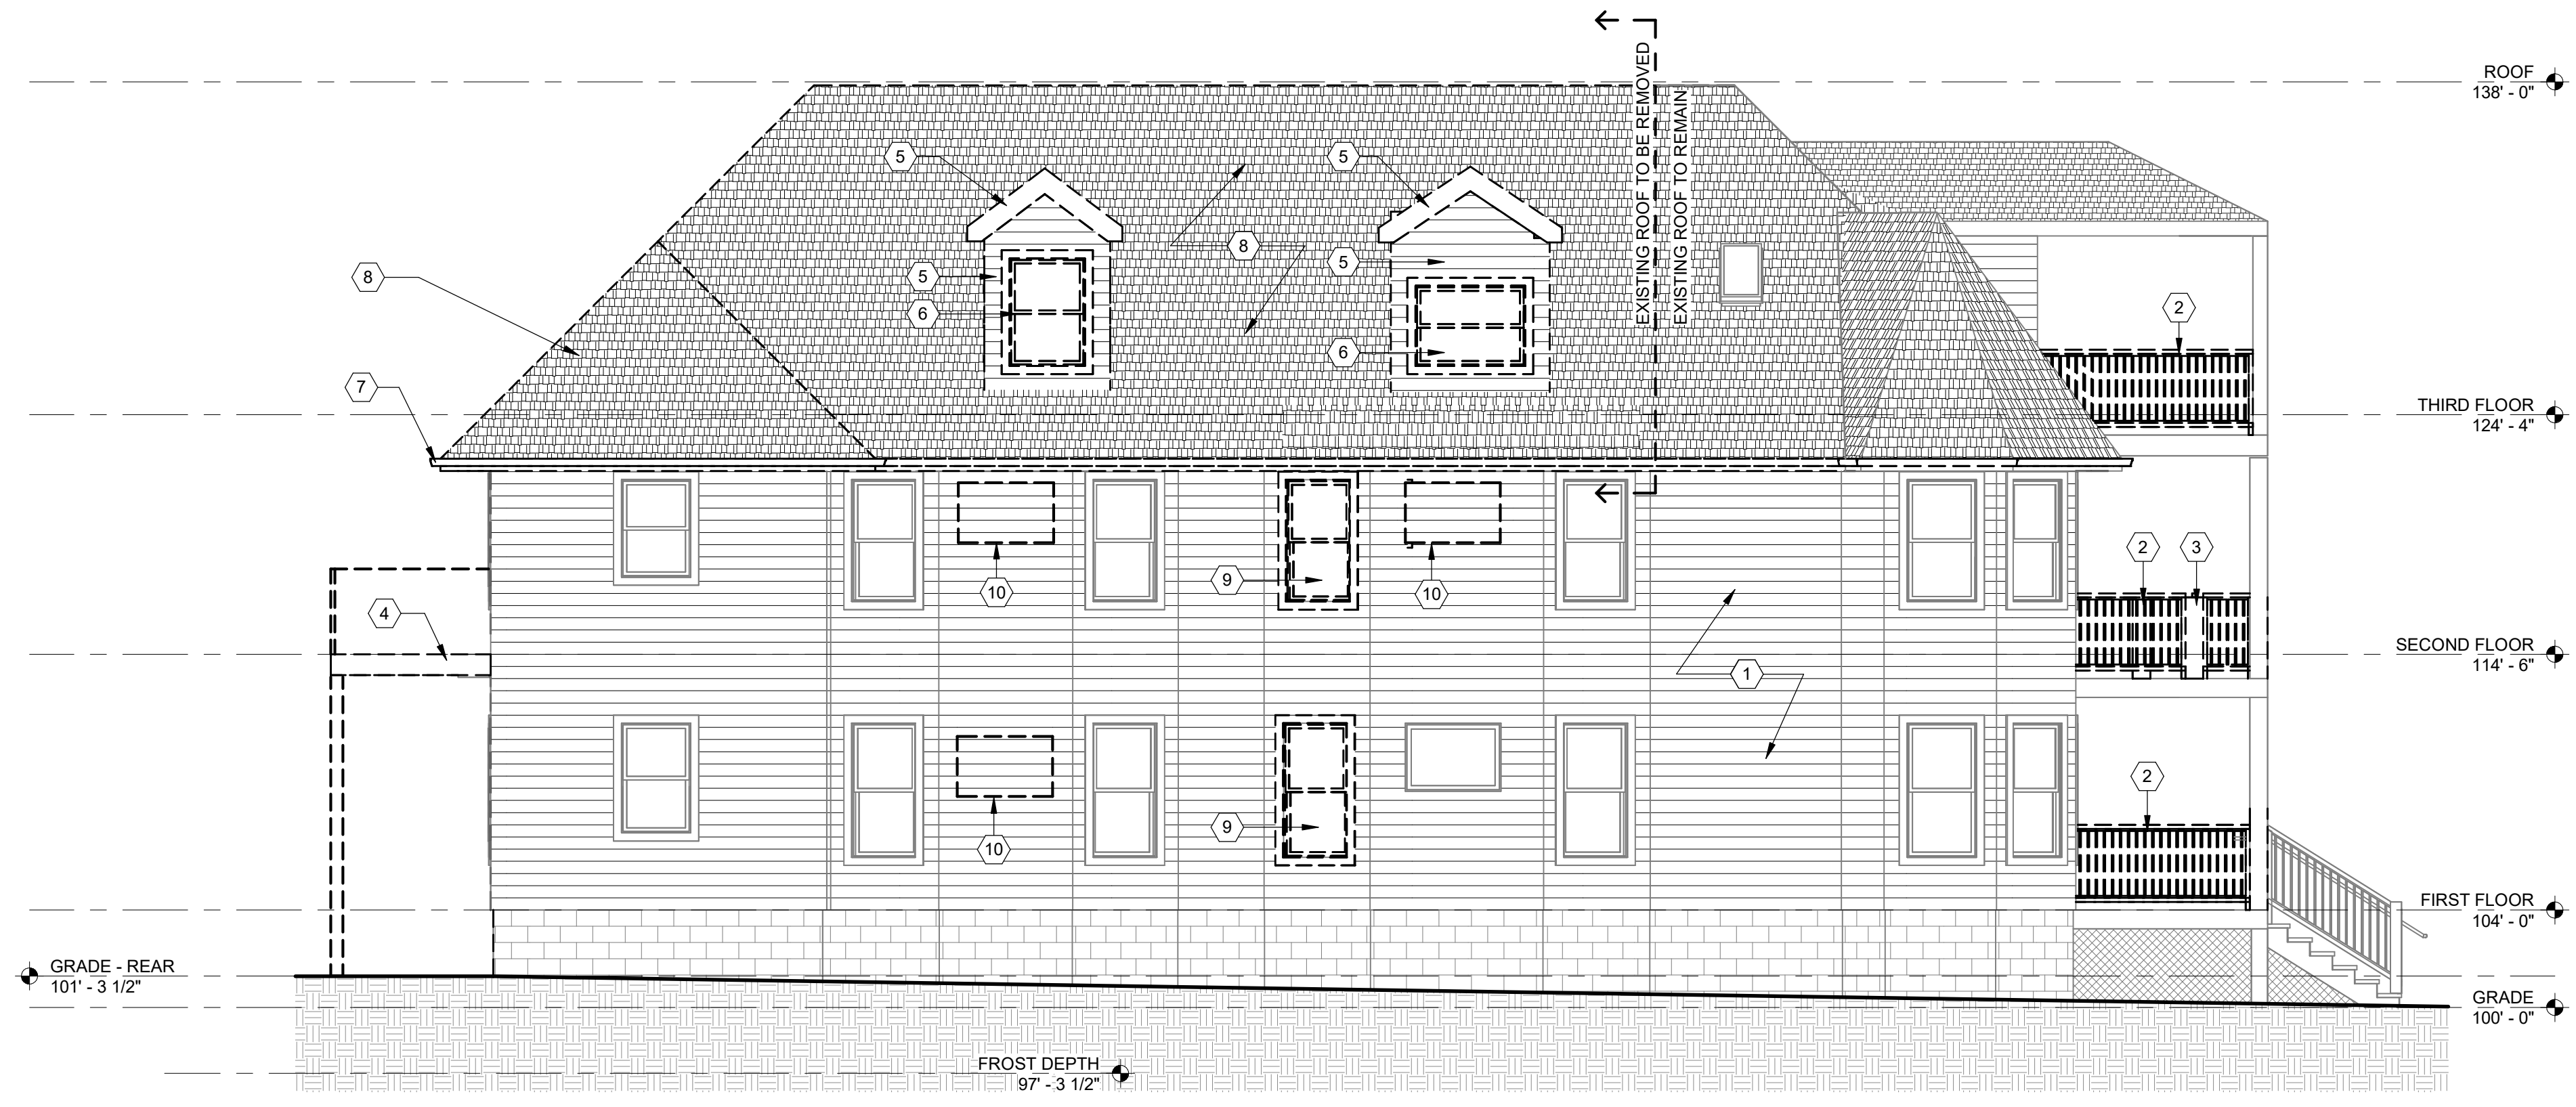 ROOF
138' - 0"
EXISTING ROOF TO BE REMOVED
EXISTING ROOF TO REMAIN
5
5
8
5
5
8
6
2
6
7
THIRD FLOOR
124' - 4"
2
3
9
10
10
4
SECOND FLOOR
114' - 6"
1
2
9
10
FIRST FLOOR
104' - 0"
GRADE - REAR
101' - 3 1/2"
GRADE
100' - 0"
FROST DEPTH
97' - 3 1/2"